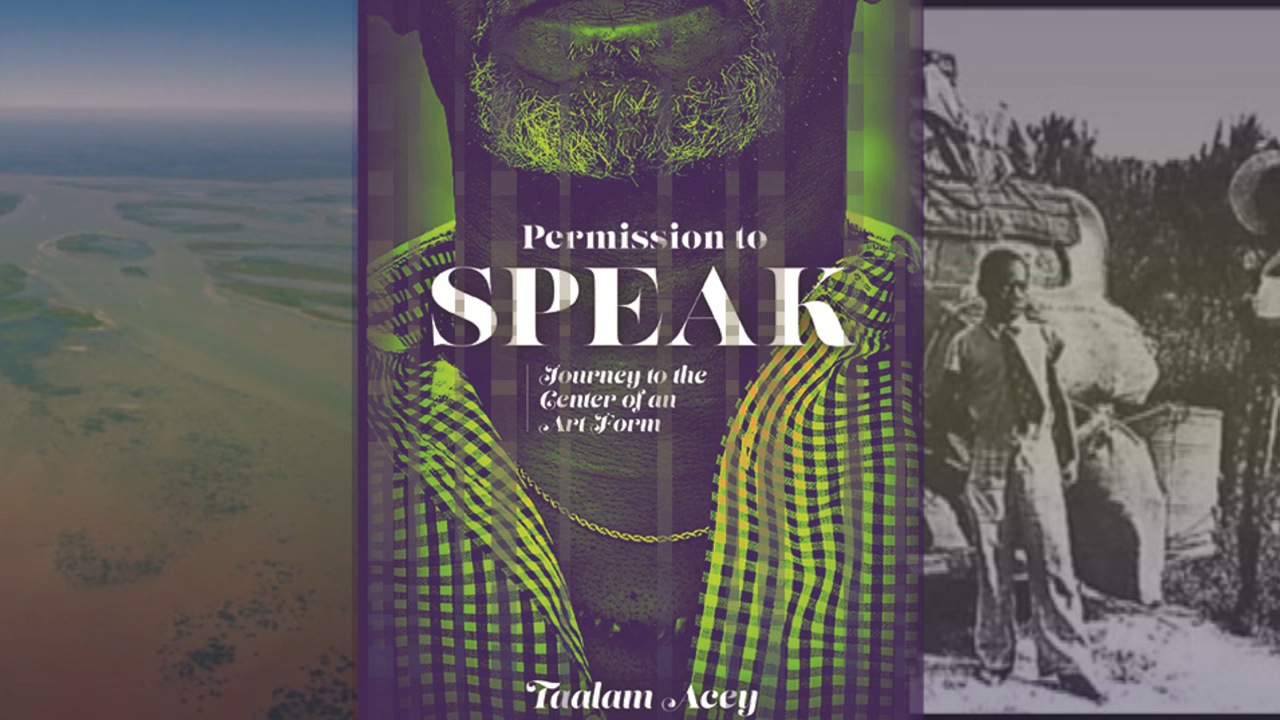 Permission to
SPEAK
Journey to the
Center of an
Art Form
Taalam Acey